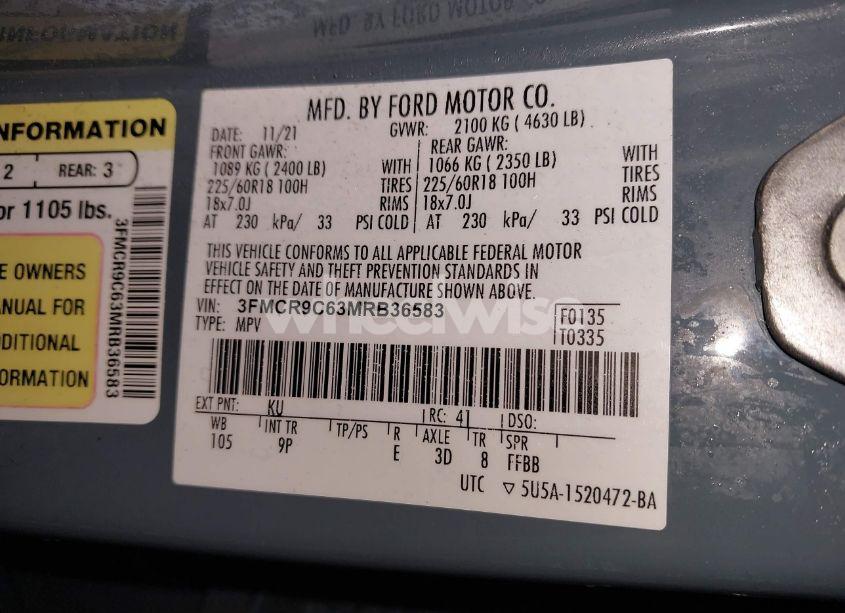 MFD. BY FORD MOTOR CO.
DATE: 11/21 GVWR: 2100 KG ( 4630 LB)
FRONT GAWR: REAR GAWR:
1089 KG ( 2400 LB) WITH 1066 KG ( 2350 LB) WITH
225/60R18 100H TIRES 225/60R18 100H TIRES
18x7.0J RIMS 18x7.0J RIMS
AT 230 kPa/ 33 PSI COLD AT 230 kPa/ 33 PSI COLD
THIS VEHICLE CONFORMS TO ALL APPLICABLE FEDERAL MOTOR
VEHICLE SAFETY AND THEFT PREVENTION STANDARDS IN
EFFECT ON THE DATE OF MANUFACTURE SHOWN ABOVE.
VIN: 3FMCR9C63MRB36583 F0135
TYPE: MPV T0335
EXT PNT: KU RC: 41 DSO:
WB INT TR TP/PS R AXLE TR SPR
105 9P E 3D 8 FFBB
UTC ▽ 5U5A-1520472-BA
NFORMATION
2 REAR: 3
or 1105 lbs.
3FMCR9C63MRB36583
E OWNERS
ANUAL FOR
DDITIONAL
FORMATION
wheelwise